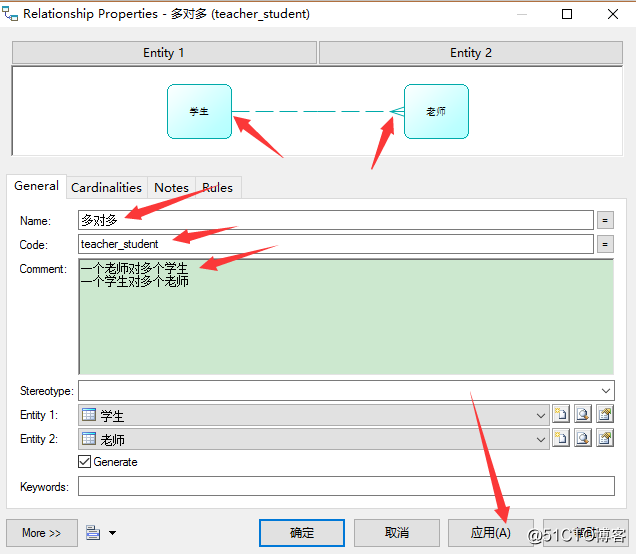 Relationship Properties - 多对多 (teacher_student)
Entity 1
Entity 2
学生
老师
General
Cardinalities
Notes
Rules
Name:
多对多
=
Code:
teacher_student
=
Comment:
一个老师对多个学生
一个学生对多个老师
Stereotype:
Entity 1:
学生
Entity 2:
老师
Generate
Keywords:
More >>
确定
取消
应用(A)
@51CTO博客